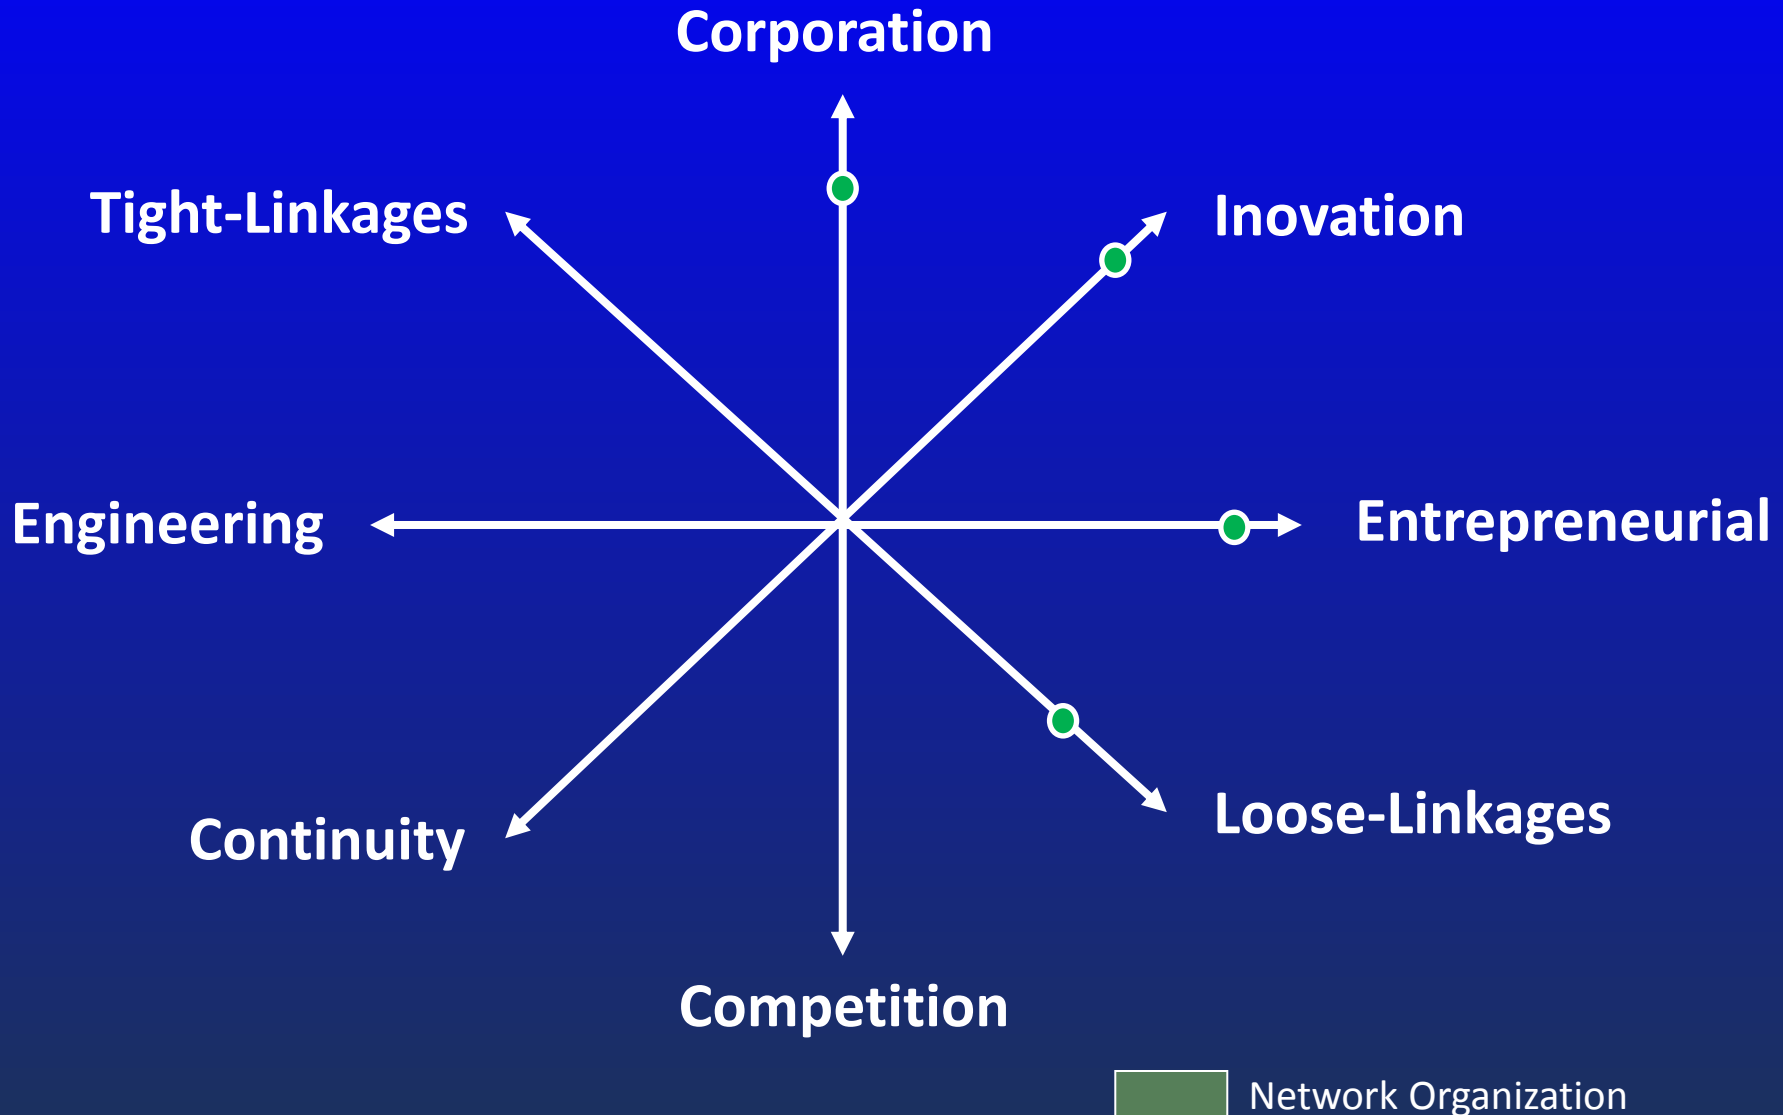 Corporation
Tight-Linkages
Inovation
Engineering
Entrepreneurial
Continuity
Loose-Linkages
Competition
Network Organization